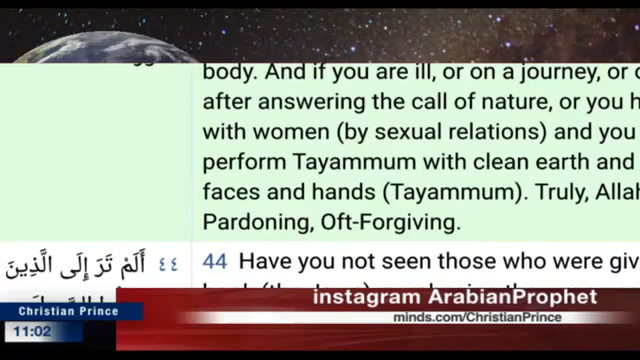 body. And if you are ill, or on a journey, or
after answering the call of nature, or you h
with women (by sexual relations) and you
perform Tayammum with clean earth and
faces and hands (Tayammum). Truly, Allah
Pardoning, Oft-Forgiving.
44 Have you not seen those who were giv
٤٤ أَلَمْ تَرَ إِلَى الَّذِينَ
instagram ArabianProphet
minds.com/ChristianPrince
Christian Prince
11:02